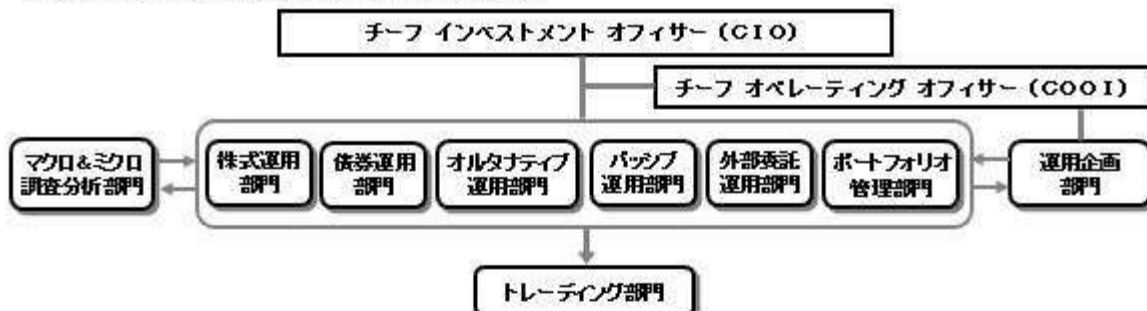 チーフ インベストメント オフィサー（CIO）
チーフ オペレーティング オフィサー（COOI）
マクロ&ミクロ
調査分析部門
株式運用
部門
債券運用
部門
オルタナティブ
運用部門
パッシブ
運用部門
外部委託
運用部門
ポートフォリオ
管理部門
運用企画
部門
トレーディング部門